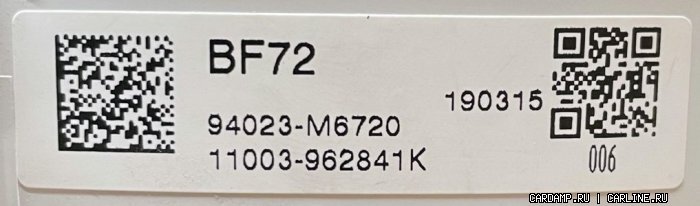 BF72
190315
94023-M6720
11003-962841K
006
CARDAMP.RU | CARLINE.RU